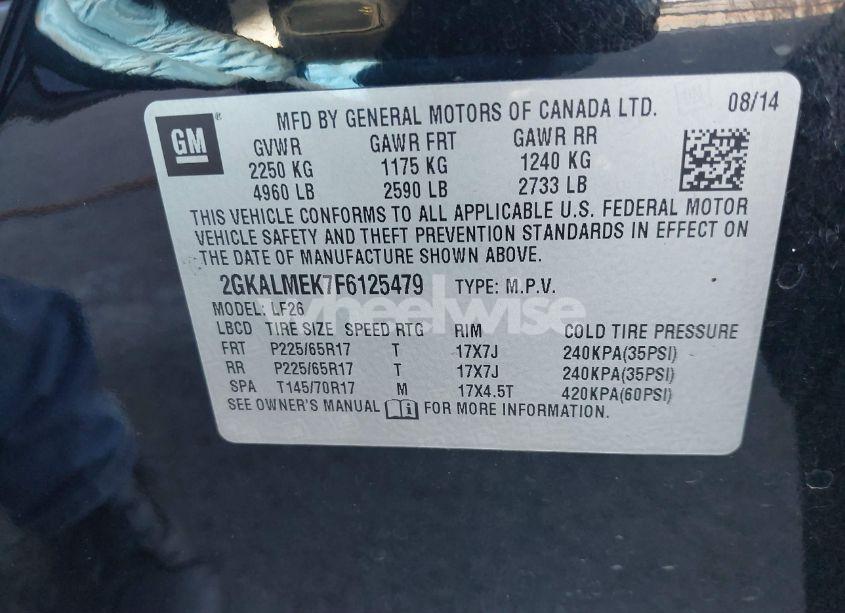 MFD BY GENERAL MOTORS OF CANADA LTD. 08/14
GM ®
GVWR GAWR FRT GAWR RR
2250 KG 1175 KG 1240 KG
4960 LB 2590 LB 2733 LB
THIS VEHICLE CONFORMS TO ALL APPLICABLE U.S. FEDERAL MOTOR
VEHICLE SAFETY AND THEFT PREVENTION STANDARDS IN EFFECT ON
THE DATE OF MANUFACTURE SHOWN ABOVE.
2GKALMEK7F6125479 TYPE: M.P.V.
wheelwise
MODEL: LF26
LBCD TIRE SIZE SPEED RTG RIM COLD TIRE PRESSURE
FRT P225/65R17 T 17X7J 240KPA(35PSI)
RR P225/65R17 T 17X7J 240KPA(35PSI)
SPA T145/70R17 M 17X4.5T 420KPA(60PSI)
SEE OWNER'S MANUAL FOR MORE INFORMATION.